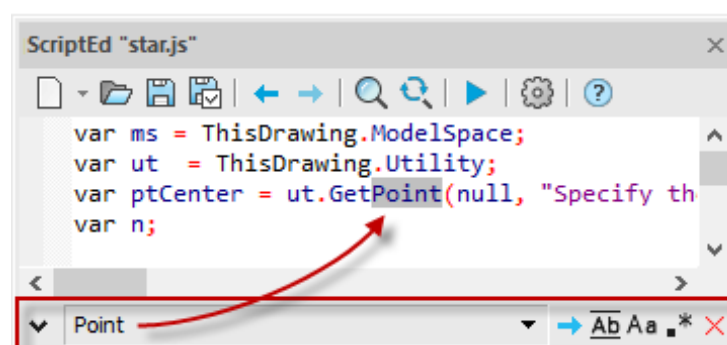 ScriptEd "star.js"
var ms = ThisDrawing.ModelSpace;
var ut  = ThisDrawing.Utility;
var ptCenter = ut.GetPoint(null, "Specify th
var n;
Point Ab Aa .*